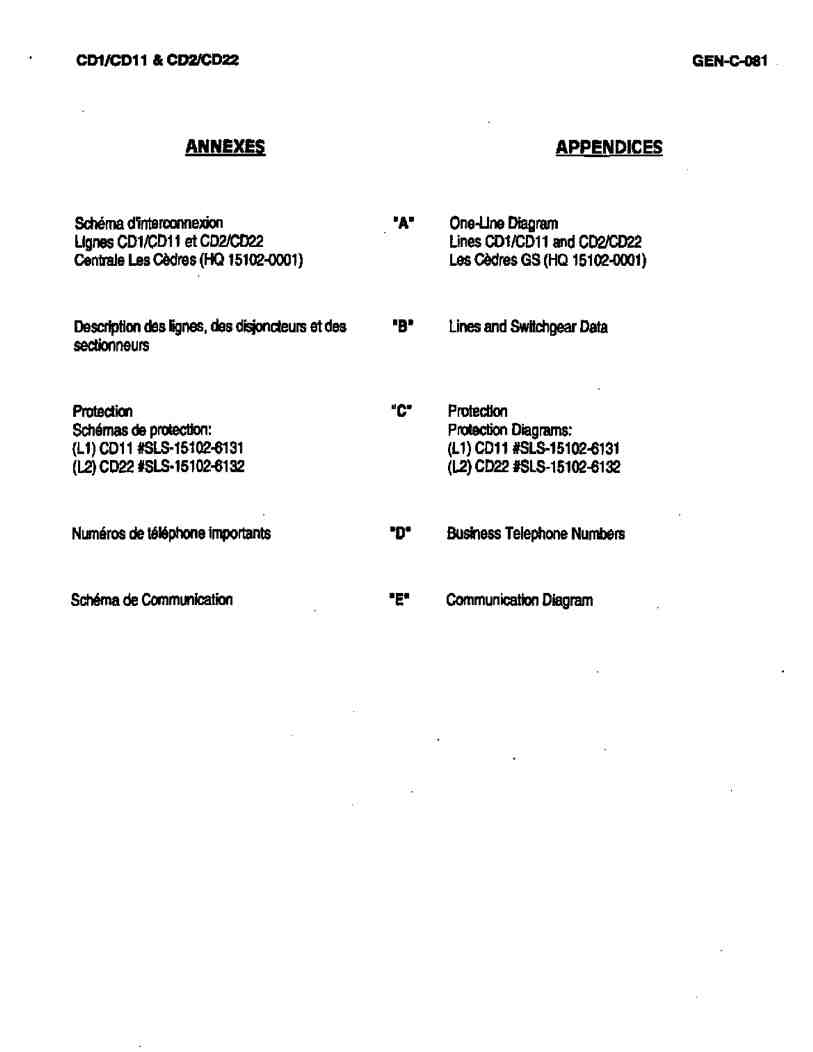 CD1/CD11 & CD2/CD22 GEN-C-081
ANNEXES APPENDICES
Schéma d'interconnexion "A" One-Line Diagram
Lignes CD1/CD11 et CD2/CD22 Lines CD1/CD11 and CD2/CD22
Centrale Les Cèdres (HQ 15102-0001) Les Cèdres GS (HQ 15102-0001)
Description des lignes, des disjoncteurs et des "B" Lines and Switchgear Data
sectionneurs
Protection "C" Protection
Schémas de protection: Protection Diagrams:
(L1) CD11 #SLS-15102-6131 (L1) CD11 #SLS-15102-6131
(L2) CD22 #SLS-15102-6132 (L2) CD22 #SLS-15102-6132
Numéros de téléphone importants "D" Business Telephone Numbers
Schéma de Communication "E" Communication Diagram